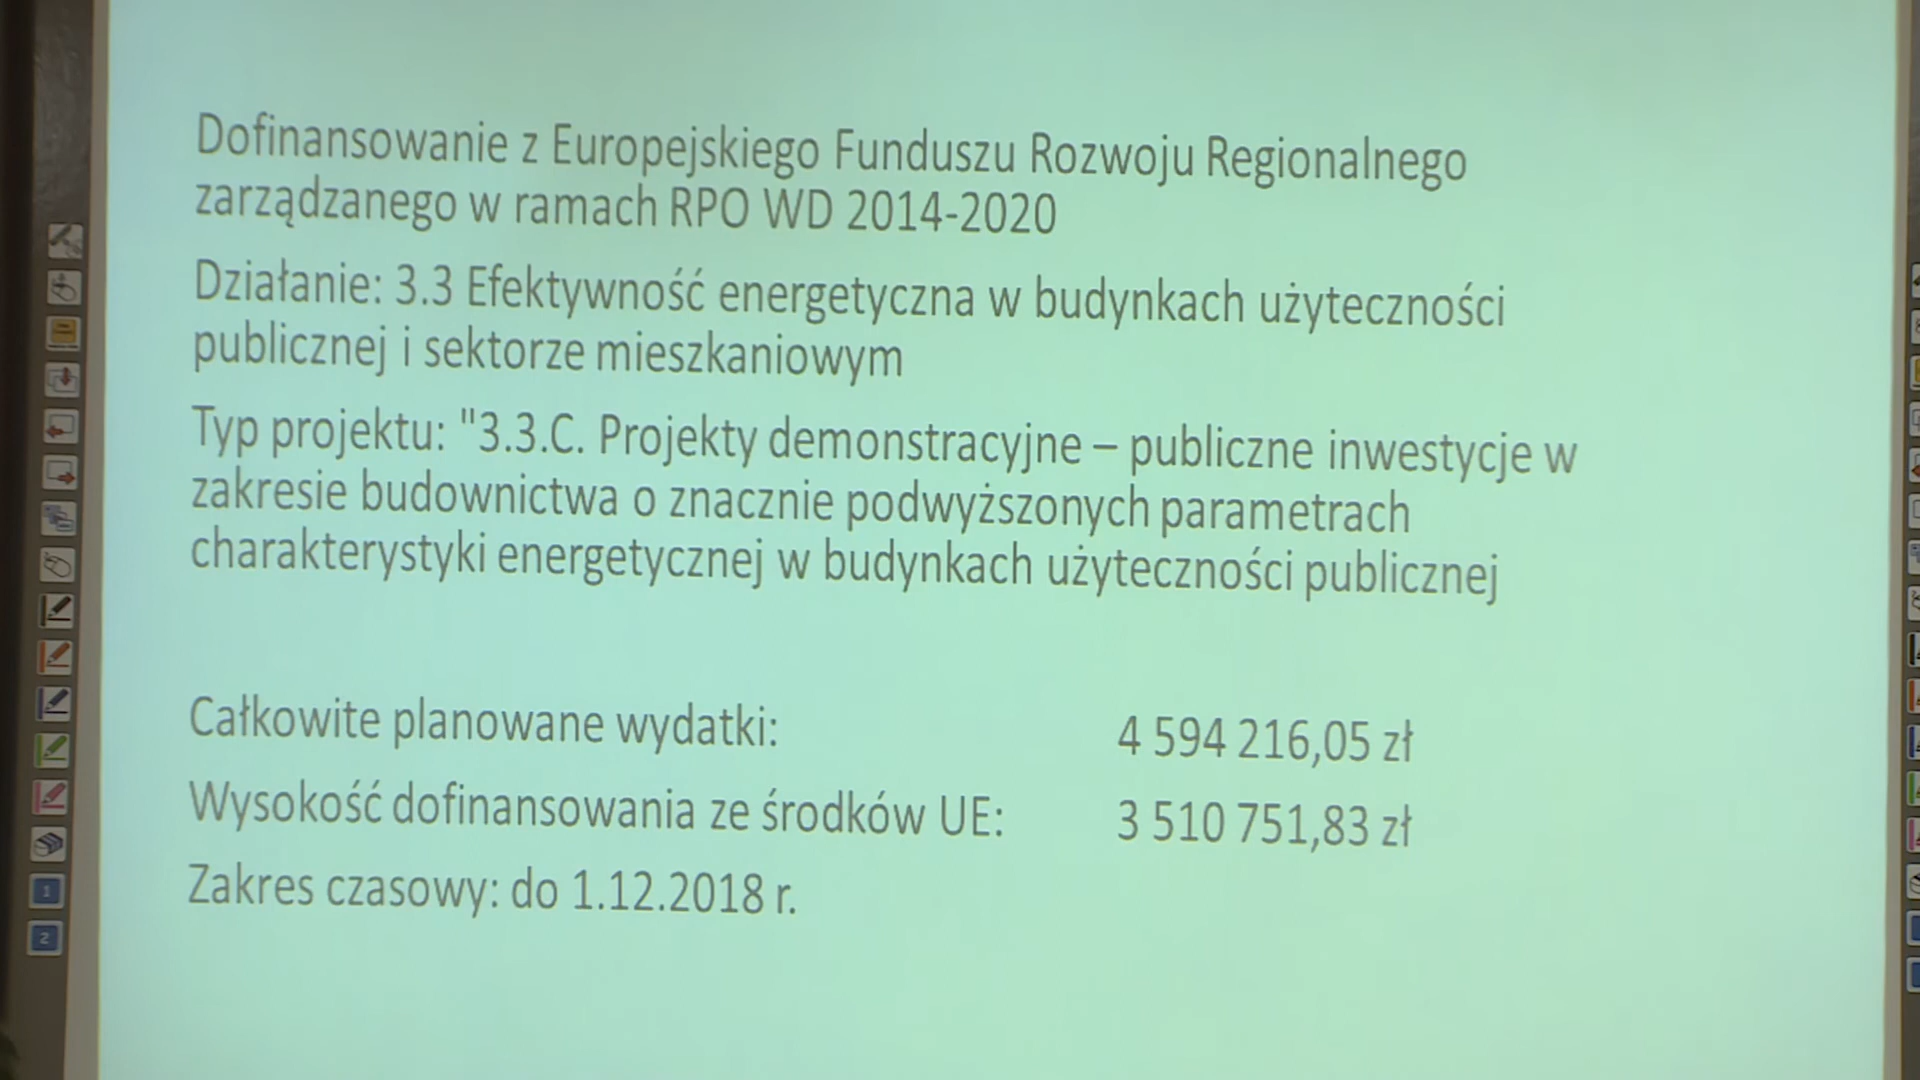 Dofinansowanie z Europejskiego Funduszu Rozwoju Regionalnego
zarządzanego w ramach RPO WD 2014-2020
Działanie: 3.3 Efektywność energetyczna w budynkach użyteczności
publicznej i sektorze mieszkaniowym
Typ projektu: "3.3.C. Projekty demonstracyjne – publiczne inwestycje w
zakresie budownictwa o znacznie podwyższonych parametrach
charakterystyki energetycznej w budynkach użyteczności publicznej
Całkowite planowane wydatki: 4 594 216,05 zł
Wysokość dofinansowania ze środków UE: 3 510 751,83 zł
Zakres czasowy: do 1.12.2018 r.
1
2